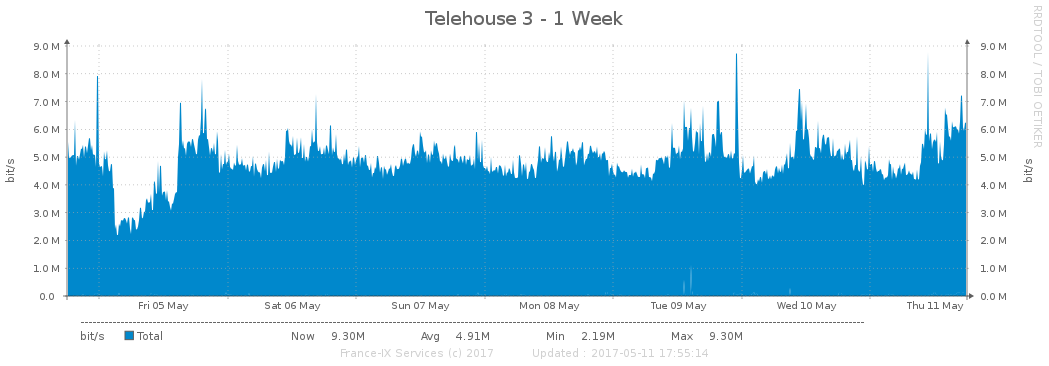 Telehouse 3 - 1 Week
RRDTOOL / TOBI OETIKER
9.0 M 9.0 M
8.0 M 8.0 M
7.0 M 7.0 M
6.0 M 6.0 M
5.0 M 5.0 M
4.0 M 4.0 M
3.0 M 3.0 M
2.0 M 2.0 M
1.0 M 1.0 M
0.0 0.0 M
bit/s
bit/s
Fri 05 May Sat 06 May Sun 07 May Mon 08 May Tue 09 May Wed 10 May Thu 11 May
bit/s Total Now 9.30M Avg 4.91M Min 2.19M Max 9.30M
France-IX Services (c) 2017 Updated : 2017-05-11 17:55:14